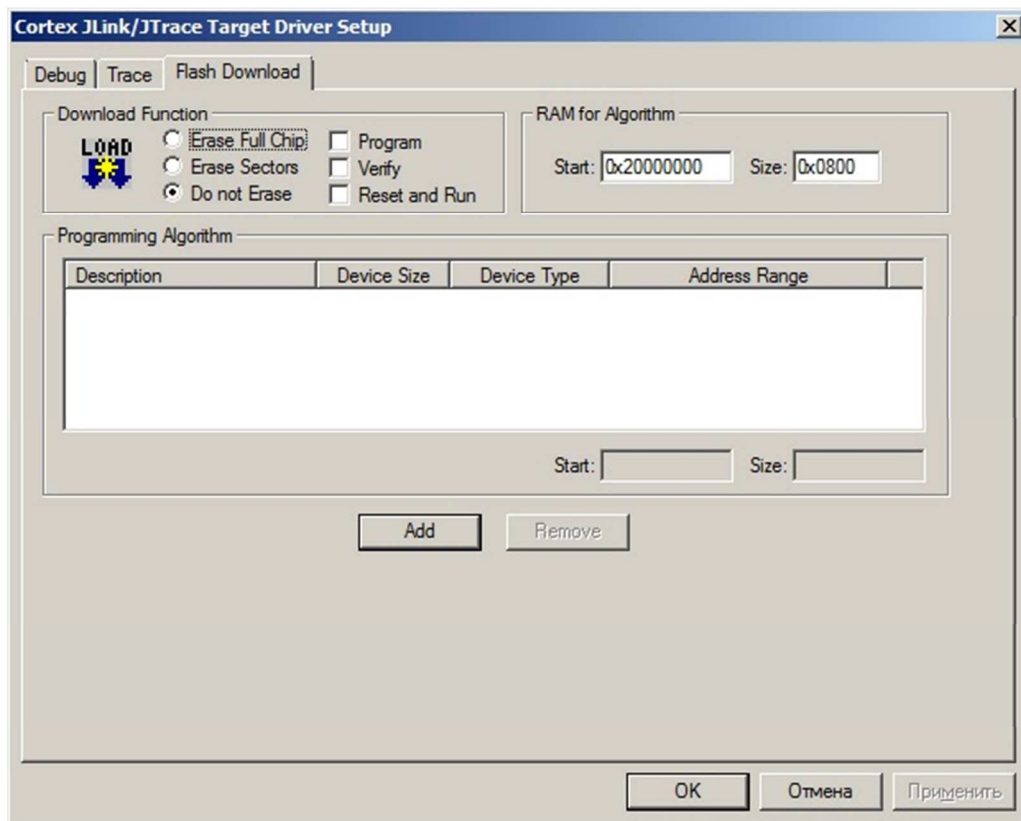 Cortex JLink/JTrace Target Driver Setup
Debug Trace Flash Download
Download Function
LOAD
Erase Full Chip
Erase Sectors
Do not Erase
Program
Verify
Reset and Run
RAM for Algorithm
Start: 0x20000000 Size: 0x0800
Programming Algorithm
Description Device Size Device Type Address Range
Start: Size:
Add Remove
OK Отмена Применить